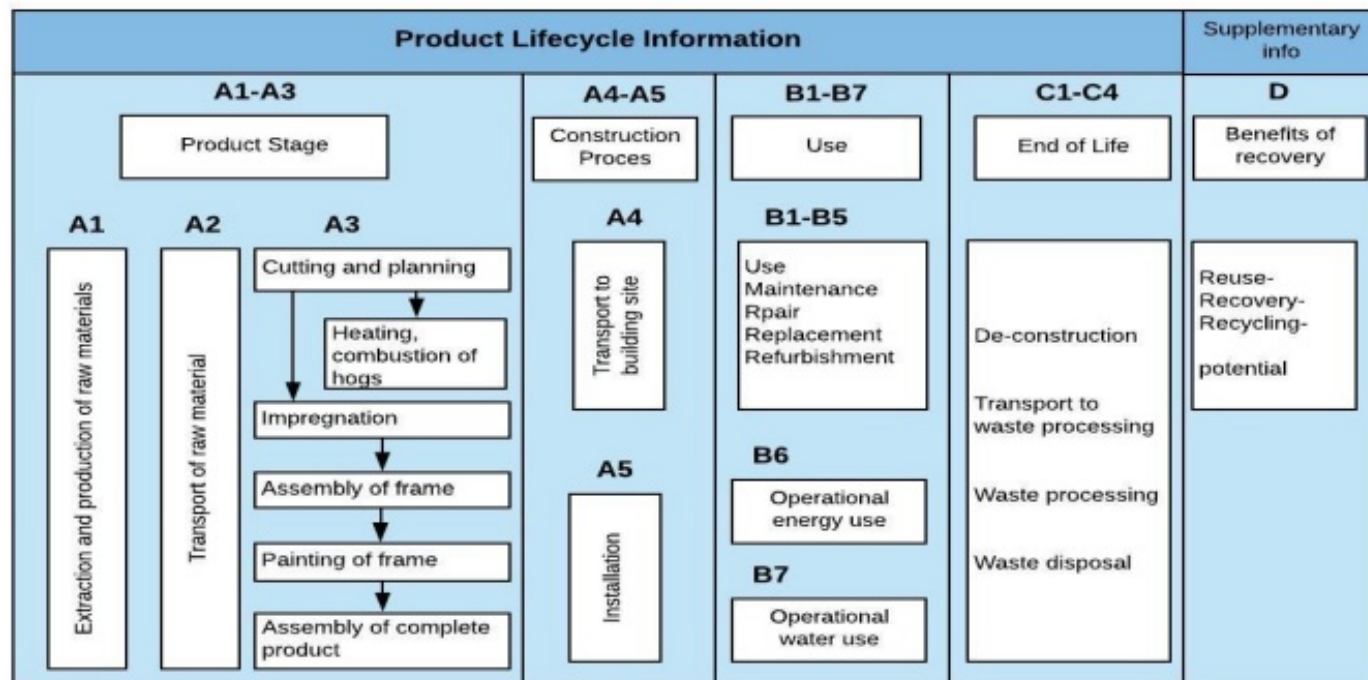 Product Lifecycle Information
Supplementary
info
A1-A3
Product Stage
A1
Extraction and production of raw materials
A2
Transport of raw material
A3
Cutting and planning
Heating,
combustion of
hogs
Impregnation
Assembly of frame
Painting of frame
Assembly of complete
product
A4-A5
Construction
Proces
A4
Transport to
building site
A5
Installation
B1-B7
Use
B1-B5
Use
Maintenance
Rpair
Replacement
Refurbishment
B6
Operational
energy use
B7
Operational
water use
C1-C4
End of Life
De-construction
Transport to
waste processing
Waste processing
Waste disposal
D
Benefits of
recovery
Reuse-
Recovery-
Recycling-
potential